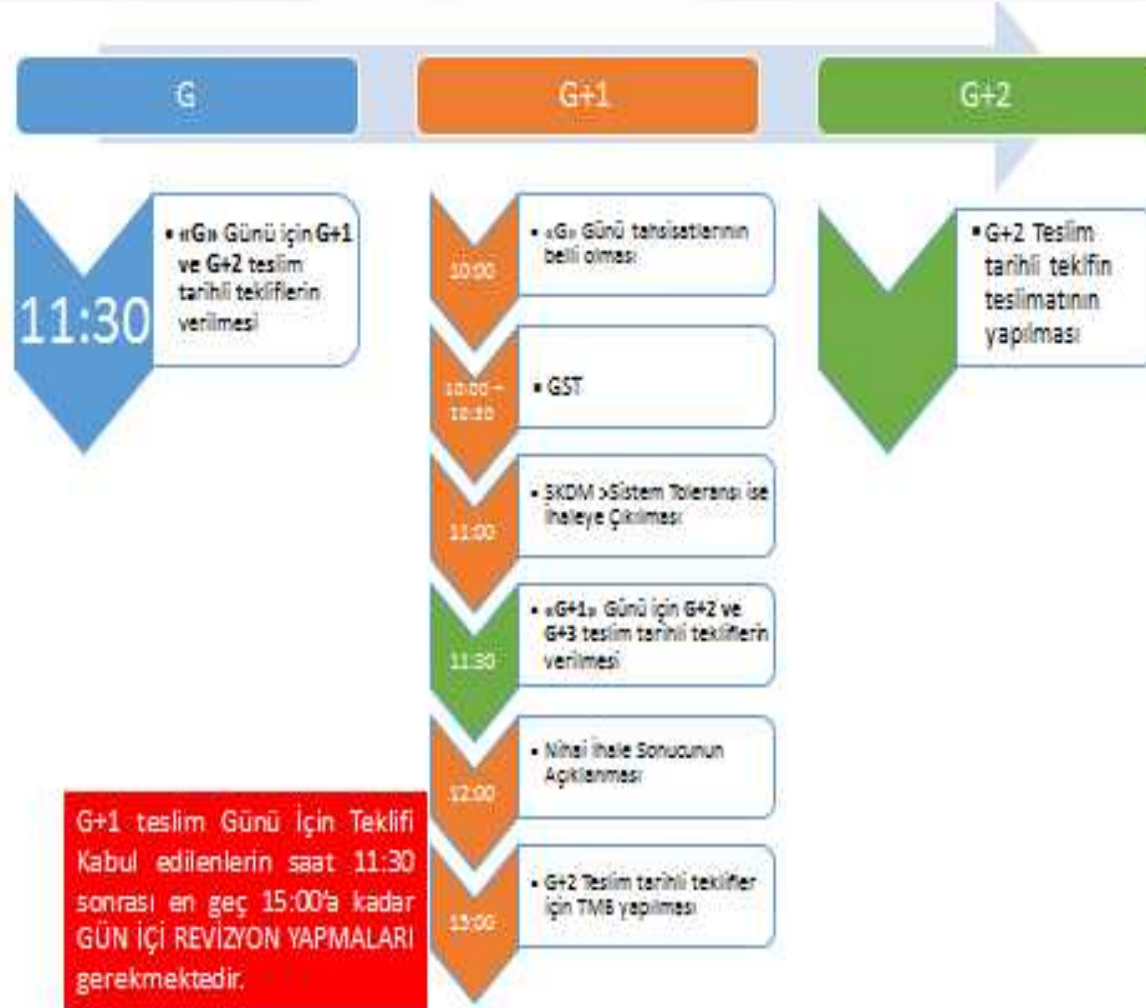 G
G+1
G+2
11:30
▪ «G» Günü için G+1
ve G+2 teslim
tarihli tekliflerin
verilmesi
10:00
▪ «G» Günü tahsisatlarının
belli olması
10:00 –
10:30
▪ GST
11:00
▪ SKDM >Sistem Toleransı ise
İhaleye Çıkılması
11:30
▪ «G+1» Günü için G+2 ve
G+3 teslim tarihli tekliflerin
verilmesi
12:00
▪ Nihai İhale Sonucunun
Açıklanması
15:00
▪ G+2 Teslim tarihli teklifler
için TMB yapılması
▪ G+2 Teslim
tarihli teklfin
teslimatının
yapılması
G+1 teslim Günü İçin Teklifi
Kabul edilenlerin saat 11:30
sonrası en geç 15:00'a kadar
GÜN İÇİ REVİZYON YAPMALARI
gerekmektedir.